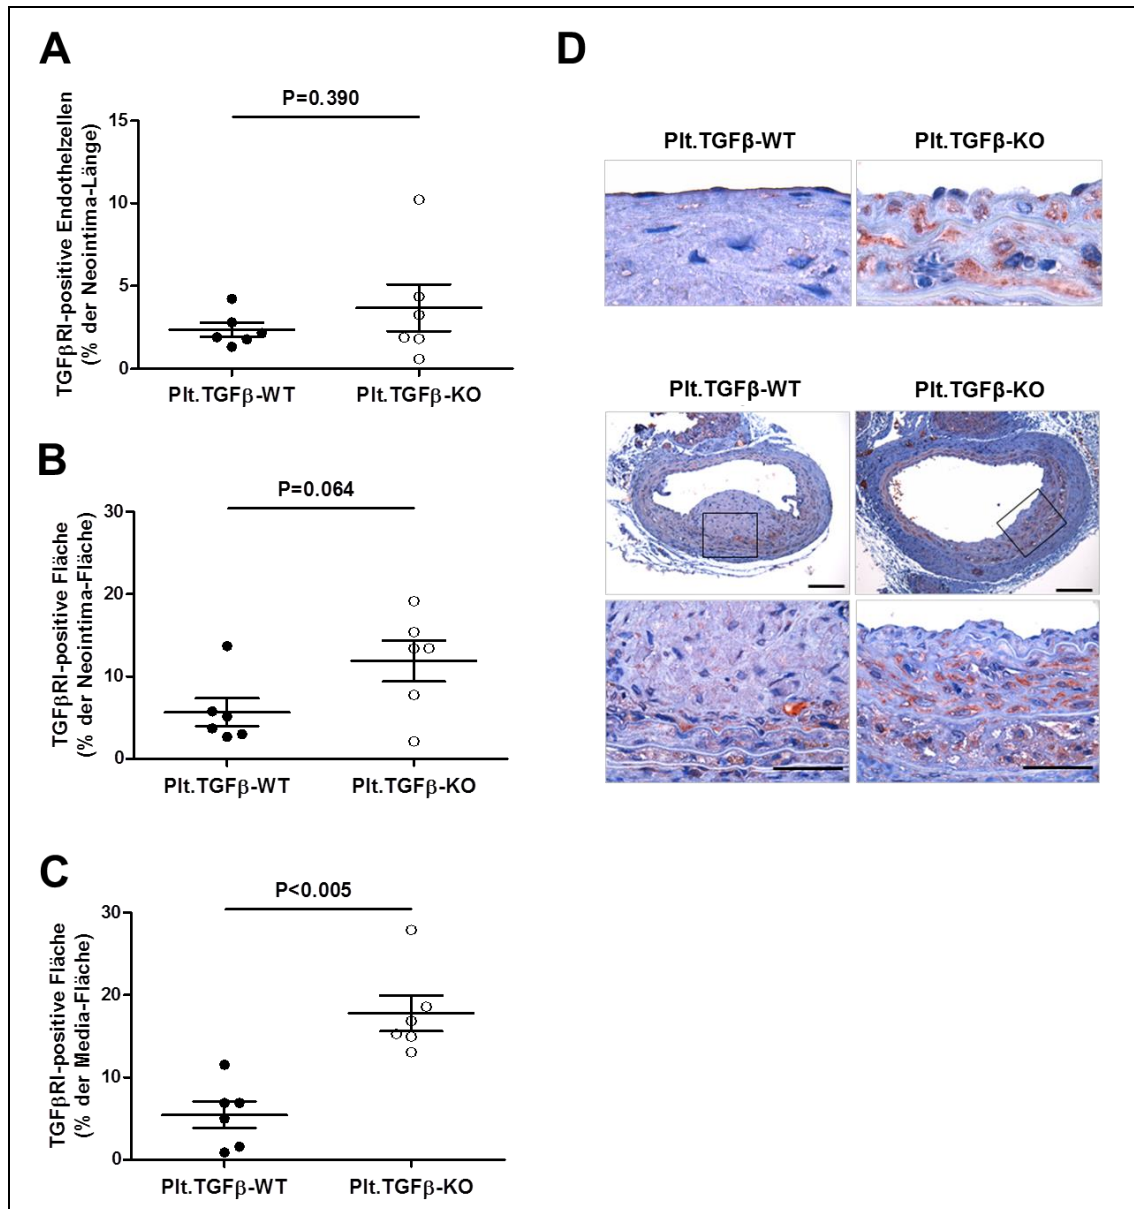 A
P=0.390
TGFβRI-positive Endothelzellen
(% der Neointima-Länge)
15
10
5
0
Plt.TGFβ-WT
Plt.TGFβ-KO
B
P=0.064
TGFβRI-positive Fläche
(% der Neointima-Fläche)
30
20
10
0
Plt.TGFβ-WT
Plt.TGFβ-KO
C
P<0.005
TGFβRI-positive Fläche
(% der Media-Fläche)
30
20
10
0
Plt.TGFβ-WT
Plt.TGFβ-KO
D
Plt.TGFβ-WT
Plt.TGFβ-KO
Plt.TGFβ-WT
Plt.TGFβ-KO